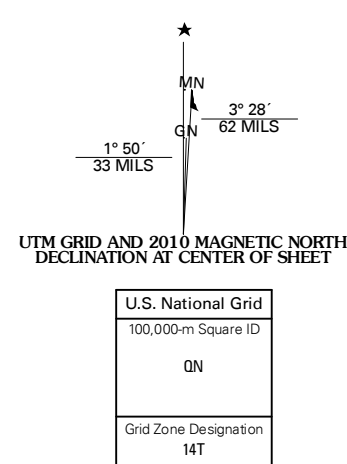 MN
GN
3° 28´
62 MILS
1° 50´
33 MILS
UTM GRID AND 2010 MAGNETIC NORTH
DECLINATION AT CENTER OF SHEET
U.S. National Grid
100,000-m Square ID
QN
Grid Zone Designation
14T